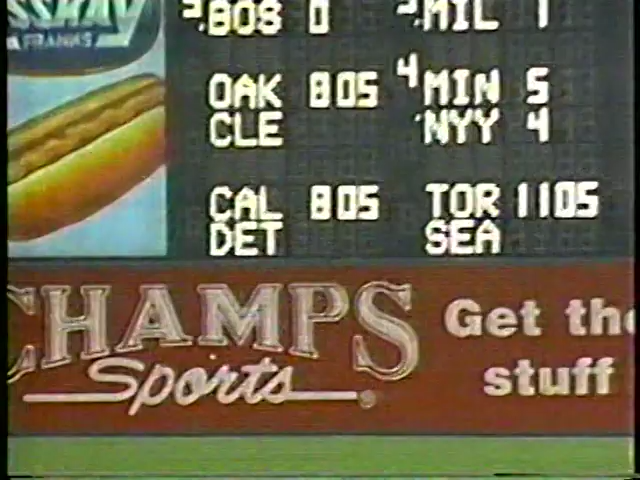 FRANKS
BOS 0
MIL 1
OAK 805
CLE
4 MIN 5
NYY 4
CAL 805
DET
TOR 1105
SEA
CHAMPS
Sports
Get the
stuff